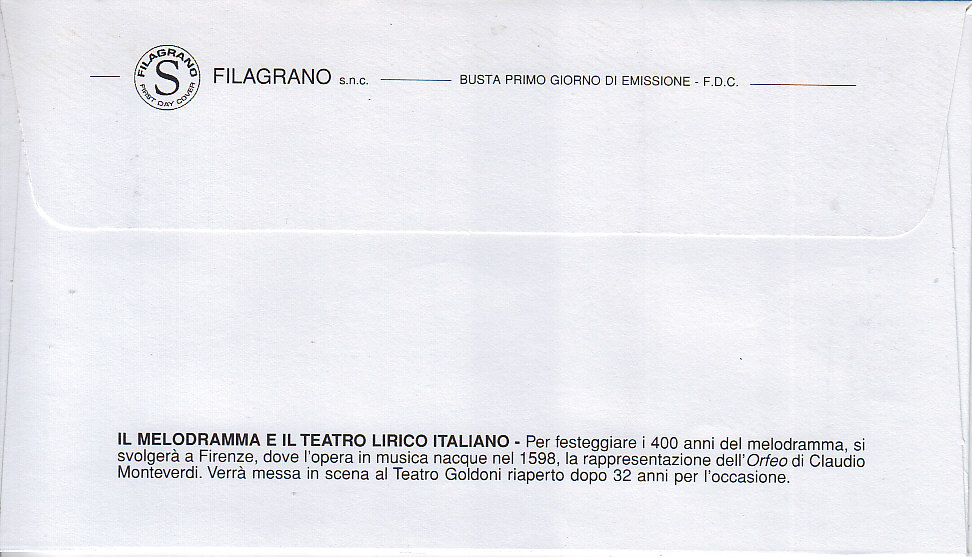 FILAGRANO
S
FIRST DAY COVER
FILAGRANO s.n.c.
BUSTA PRIMO GIORNO DI EMISSIONE - F.D.C.
IL MELODRAMMA E IL TEATRO LIRICO ITALIANO - Per festeggiare i 400 anni del melodramma, si
svolgerà a Firenze, dove l'opera in musica nacque nel 1598, la rappresentazione dell'Orfeo di Claudio
Monteverdi. Verrà messa in scena al Teatro Goldoni riaperto dopo 32 anni per l'occasione.